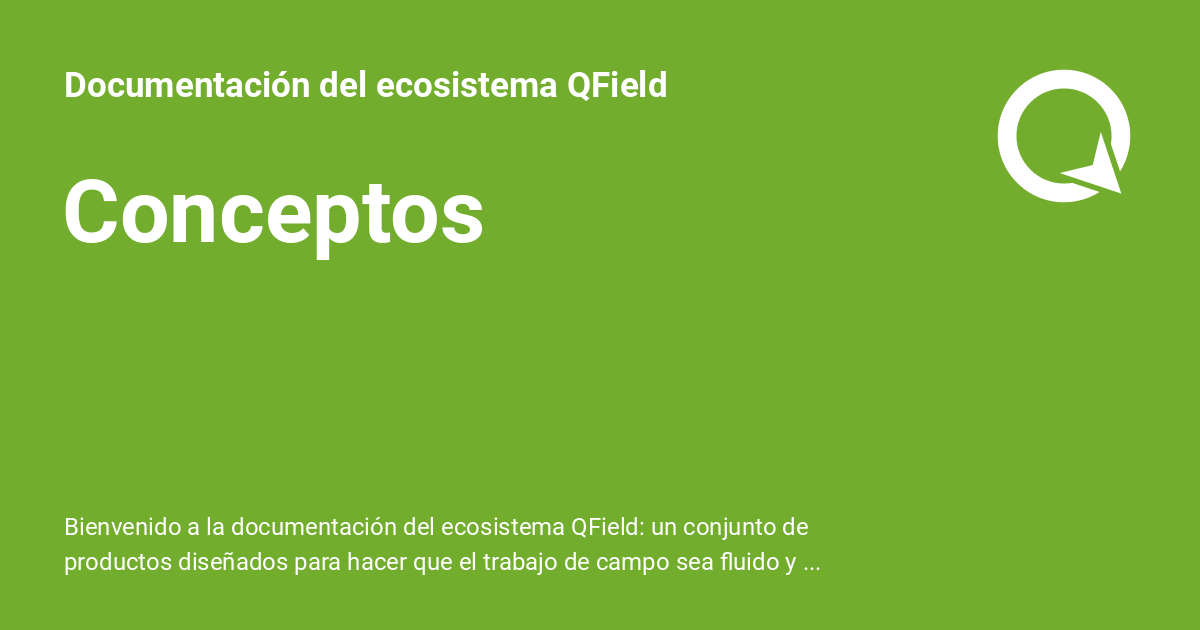 Documentación del ecosistema QField
Conceptos
Bienvenido a la documentación del ecosistema QField: un conjunto de
productos diseñados para hacer que el trabajo de campo sea fluido y ...